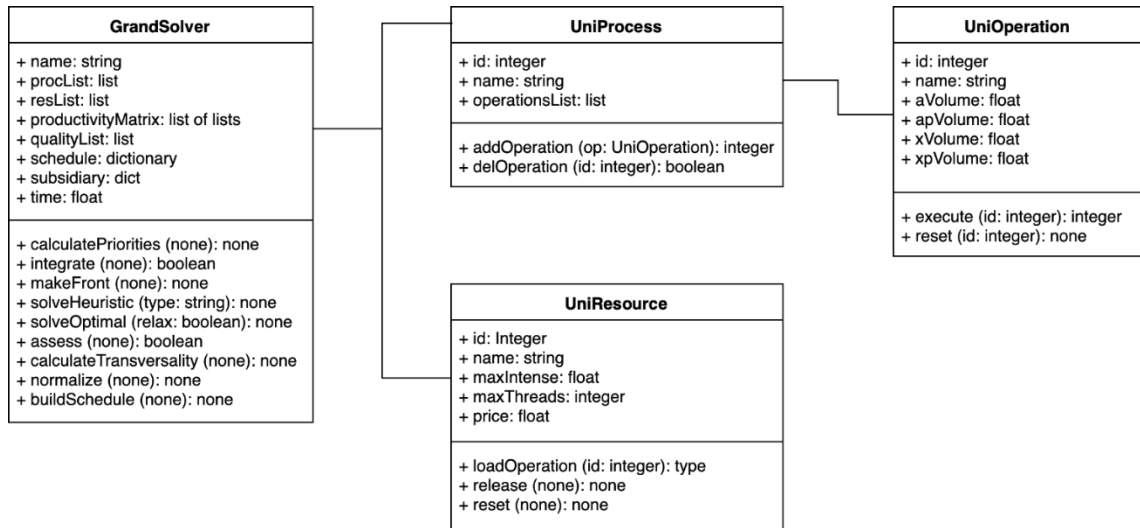 GrandSolver
+ name: string
+ procList: list
+ resList: list
+ productivityMatrix: list of lists
+ qualityList: list
+ schedule: dictionary
+ subsidiary: dict
+ time: float
+ calculatePriorities (none): none
+ integrate (none): boolean
+ makeFront (none): none
+ solveHeuristic (type: string): none
+ solveOptimal (relax: boolean): none
+ assess (none): boolean
+ calculateTransversality (none): none
+ normalize (none): none
+ buildSchedule (none): none
UniProcess
+ id: integer
+ name: string
+ operationsList: list
+ addOperation (op: UniOperation): integer
+ delOperation (id: integer): boolean
UniOperation
+ id: integer
+ name: string
+ aVolume: float
+ apVolume: float
+ xVolume: float
+ xpVolume: float
+ execute (id: integer): integer
+ reset (id: integer): none
UniResource
+ id: Integer
+ name: string
+ maxIntense: float
+ maxThreads: integer
+ price: float
+ loadOperation (id: integer): type
+ release (none): none
+ reset (none): none